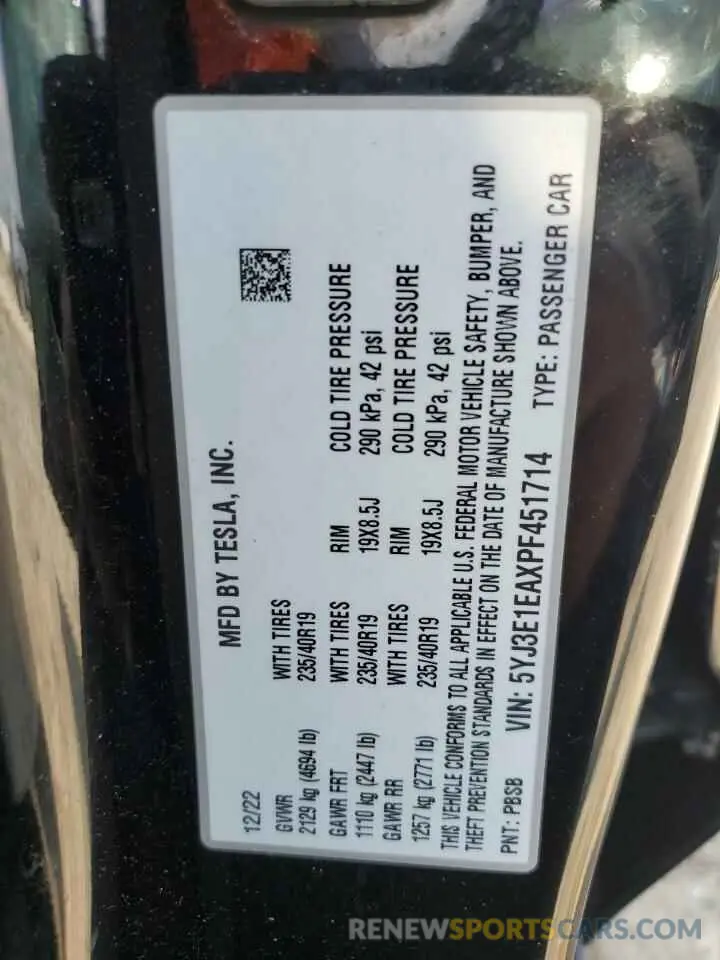 MFD BY TESLA, INC.
12/22
GVWR WITH TIRES
2129 kg (4694 lb) 235/40R19
GAWR FRT WITH TIRES RIM COLD TIRE PRESSURE
1110 kg (2447 lb) 235/40R19 19X8.5J 290 kPa, 42 psi
GAWR RR WITH TIRES RIM COLD TIRE PRESSURE
1257 kg (2771 lb) 235/40R19 19X8.5J 290 kPa, 42 psi
THIS VEHICLE CONFORMS TO ALL APPLICABLE U.S. FEDERAL MOTOR VEHICLE SAFETY, BUMPER, AND
THEFT PREVENTION STANDARDS IN EFFECT ON THE DATE OF MANUFACTURE SHOWN ABOVE.
PNT: PBSB VIN: 5YJ3E1EAXPF451714 TYPE: PASSENGER CAR
RENEWSPORTSCARS.COM